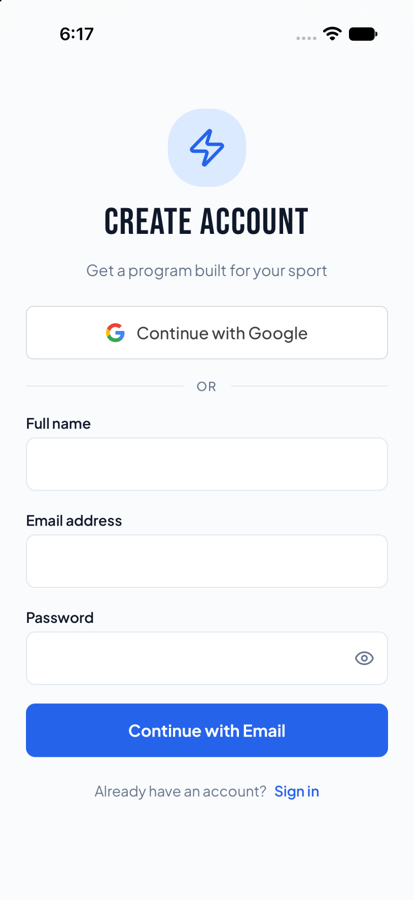 6:17
CREATE ACCOUNT
Get a program built for your sport
Continue with Google
OR
Full name
Email address
Password
Continue with Email
Already have an account? Sign in